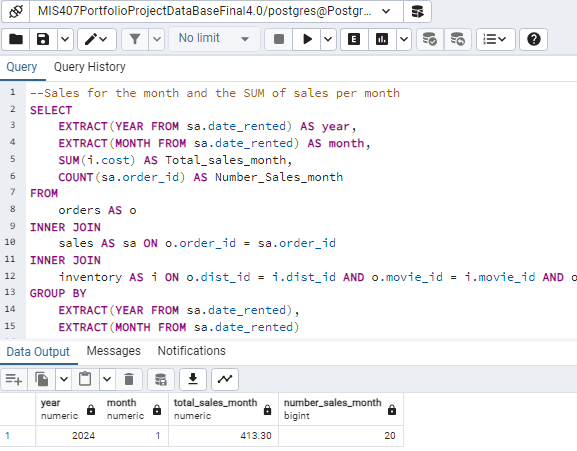 MIS407PortfolioProjectDataBaseFinal4.0/postgres@Postgr...
No limit
E
Query Query History
1 --Sales for the month and the SUM of sales per month
2 SELECT
3 EXTRACT(YEAR FROM sa.date_rented) AS year,
4 EXTRACT(MONTH FROM sa.date_rented) AS month,
5 SUM(i.cost) AS Total_sales_month,
6 COUNT(sa.order_id) AS Number_Sales_month
7 FROM
8 orders AS o
9 INNER JOIN
10 sales AS sa ON o.order_id = sa.order_id
11 INNER JOIN
12 inventory AS i ON o.dist_id = i.dist_id AND o.movie_id = i.movie_id AND o
13 GROUP BY
14 EXTRACT(YEAR FROM sa.date_rented),
15 EXTRACT(MONTH FROM sa.date_rented)
Data Output Messages Notifications
year month total_sales_month number_sales_month
numeric numeric numeric bigint
1 2024 1 413.30 20